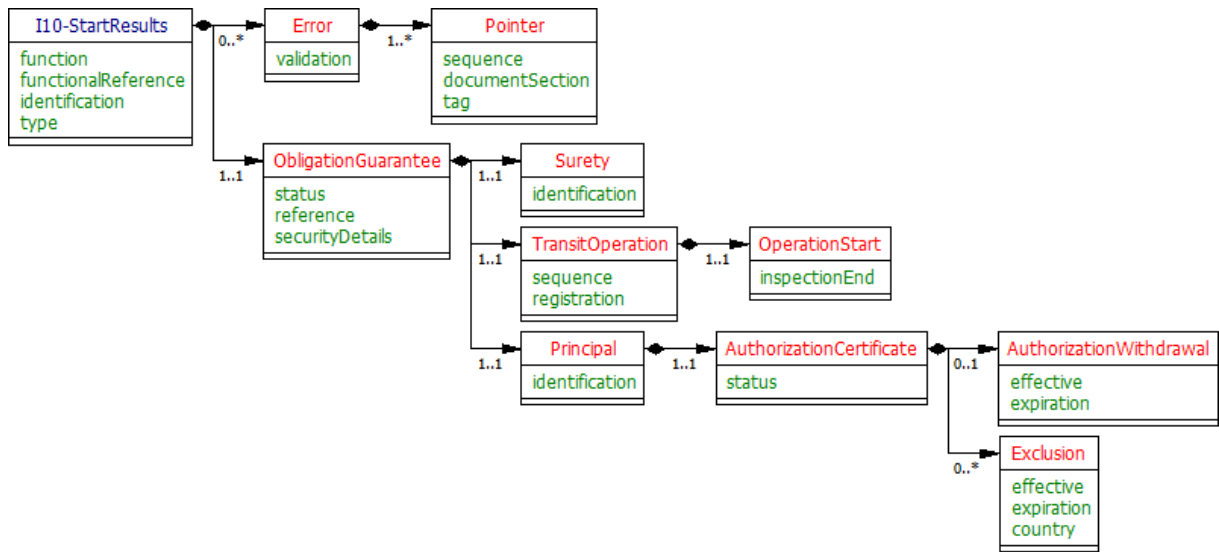 I10-StartResults
function
functionalReference
identification
type
0..*
Error
validation
1..*
Pointer
sequence
documentSection
tag
1..1
ObligationGuarantee
status
reference
securityDetails
1..1
Surety
identification
1..1
TransitOperation
sequence
registration
1..1
OperationStart
inspectionEnd
1..1
Principal
identification
1..1
AuthorizationCertificate
status
0..1
AuthorizationWithdrawal
effective
expiration
0..*
Exclusion
effective
expiration
country